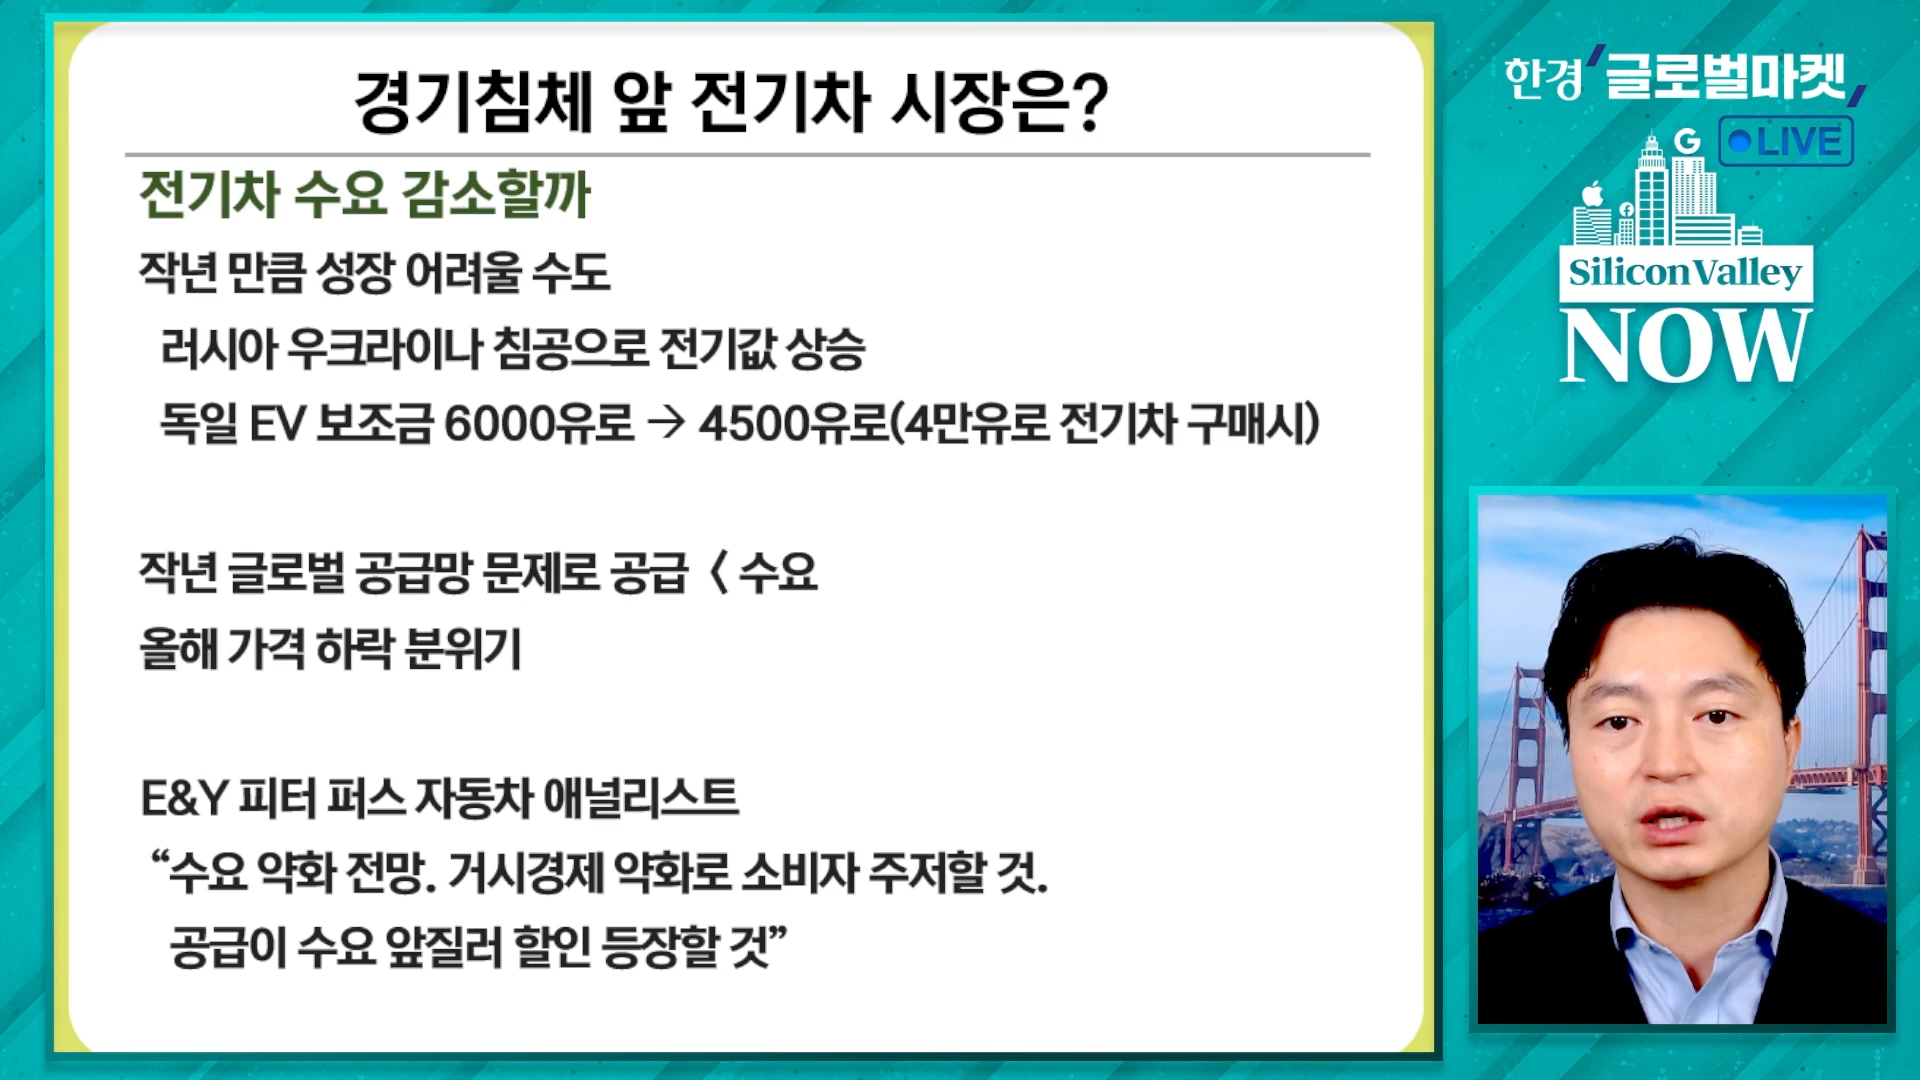 경기침체 앞 전기차 시장은?
전기차 수요 감소할까
작년 만큼 성장 어려울 수도
러시아 우크라이나 침공으로 전기값 상승
독일 EV 보조금 6000유로 → 4500유로(4만유로 전기차 구매시)
작년 글로벌 공급망 문제로 공급 < 수요
올해 가격 하락 분위기
E&Y 피터 퍼스 자동차 애널리스트
“수요 약화 전망. 거시경제 약화로 소비자 주저할 것.
공급이 수요 앞질러 할인 등장할 것”
한경 글로벌마켓
LIVE
G
SiliconValley
NOW